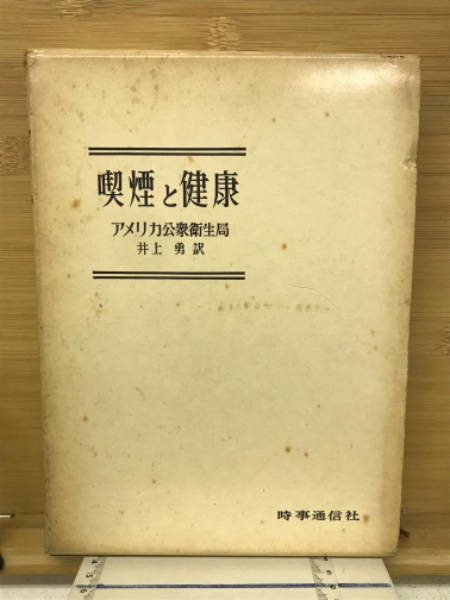 喫煙と健康
アメリカ公衆衛生局
井上 勇 訳
時事通信社